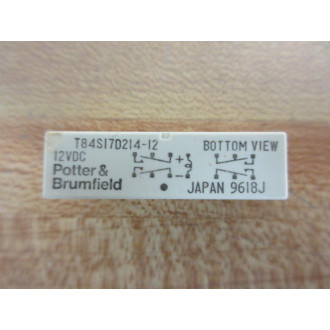 T84S17D214-12
12VDC
BOTTOM VIEW
Potter &
Brumfield
+
-
JAPAN 9618J